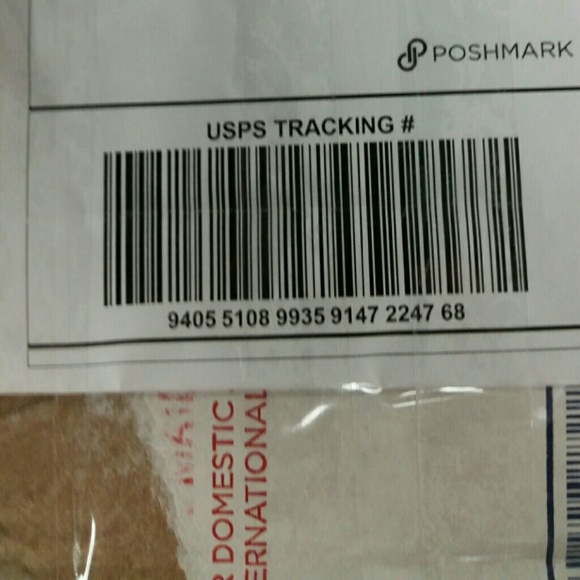 POSHMARK
USPS TRACKING #
9405 5108 9935 9147 2247 68
R DOMESTIC
ERNATIONAL